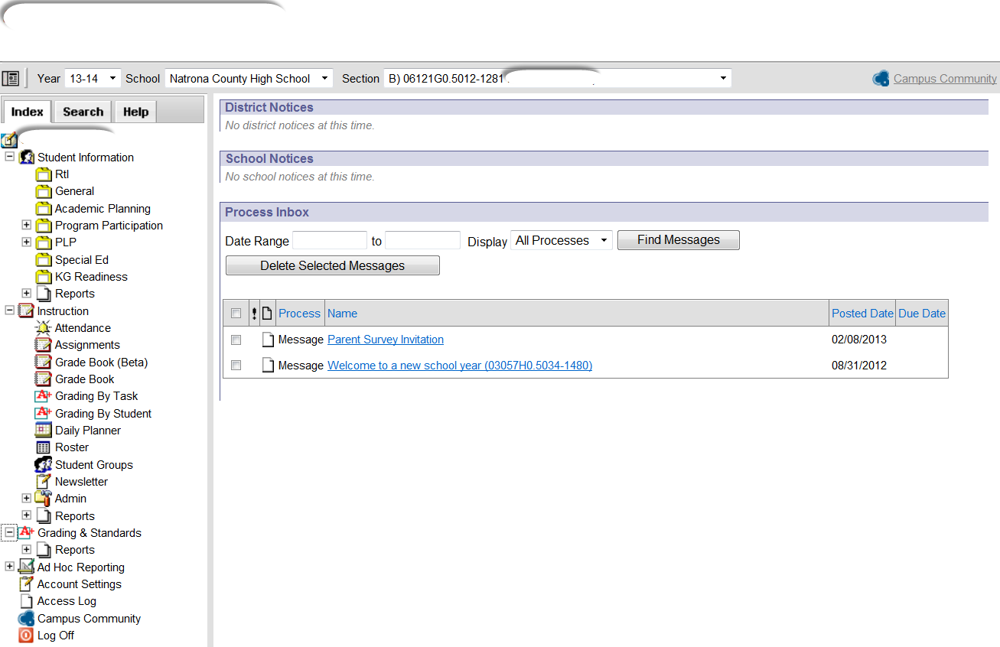 Year 13-14 School Natrona County High School Section B) 06121G0.5012-1281 Campus Community
Index Search Help
Student Information
RtI
General
Academic Planning
Program Participation
PLP
Special Ed
KG Readiness
Reports
Instruction
Attendance
Assignments
Grade Book (Beta)
Grade Book
Grading By Task
Grading By Student
Daily Planner
Roster
Student Groups
Newsletter
Admin
Reports
Grading & Standards
Reports
Ad Hoc Reporting
Account Settings
Access Log
Campus Community
Log Off
District Notices
No district notices at this time.
School Notices
No school notices at this time.
Process Inbox
Date Range to Display All Processes Find Messages
Delete Selected Messages
! Process Name Posted Date Due Date
Message Parent Survey Invitation 02/08/2013
Message Welcome to a new school year (03057H0.5034-1480) 08/31/2012